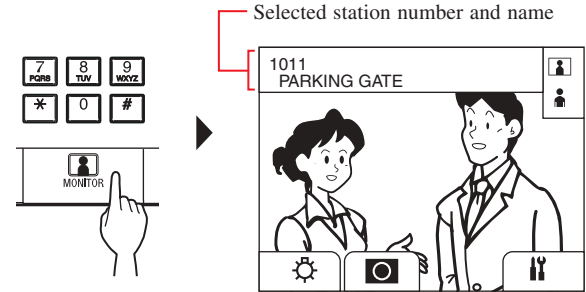 Selected station number and name
1011
PARKING GATE
7 8 9
PQRS TUV WXYZ
* 0 #
MONITOR